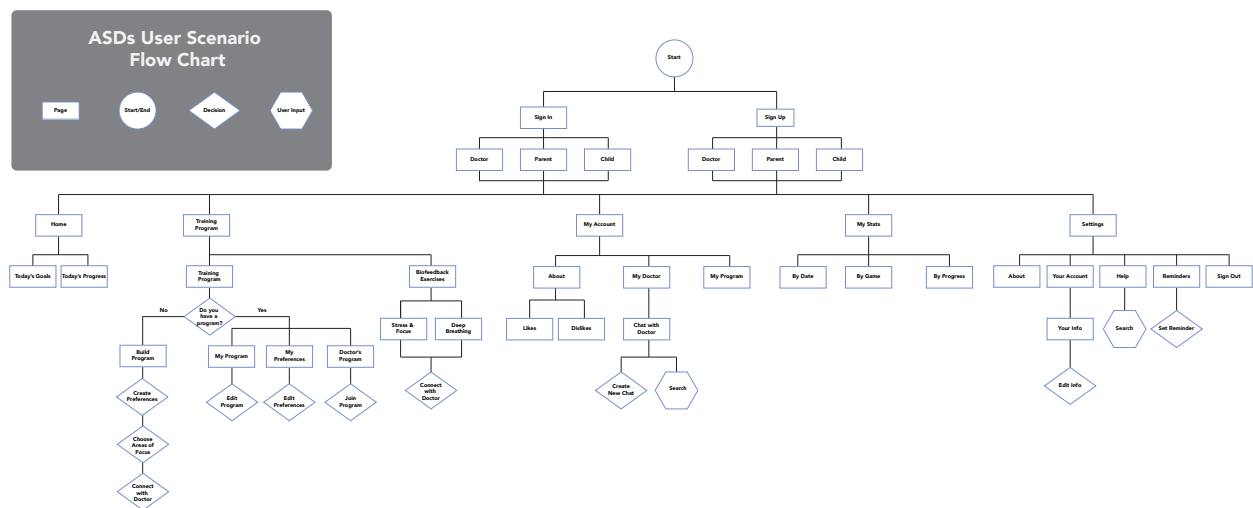 ASDs User Scenario
Flow Chart
Page
Start/End
Decision
User Input
Start
Sign In
Sign Up
Doctor
Parent
Child
Doctor
Parent
Child
Home
Training
Program
My Account
My Stats
Settings
Today's Goals
Today's Progress
Training
Program
Biofeedback
Exercises
About
My Doctor
My Program
By Date
By Game
By Progress
About
Your Account
Help
Reminders
Sign Out
No
Do you
have a
program?
Yes
Stress &
Focus
Deep
Breathing
Likes
Dislikes
Chat with
Doctor
Your Info
Search
Set Reminder
Build
Program
My Program
My
Preferences
Doctor's
Program
Create
Preferences
Edit
Program
Edit
Preferences
Join
Program
Connect
with
Doctor
Create
New Chat
Search
Edit Info
Choose
Areas of
Focus
Connect
with
Doctor